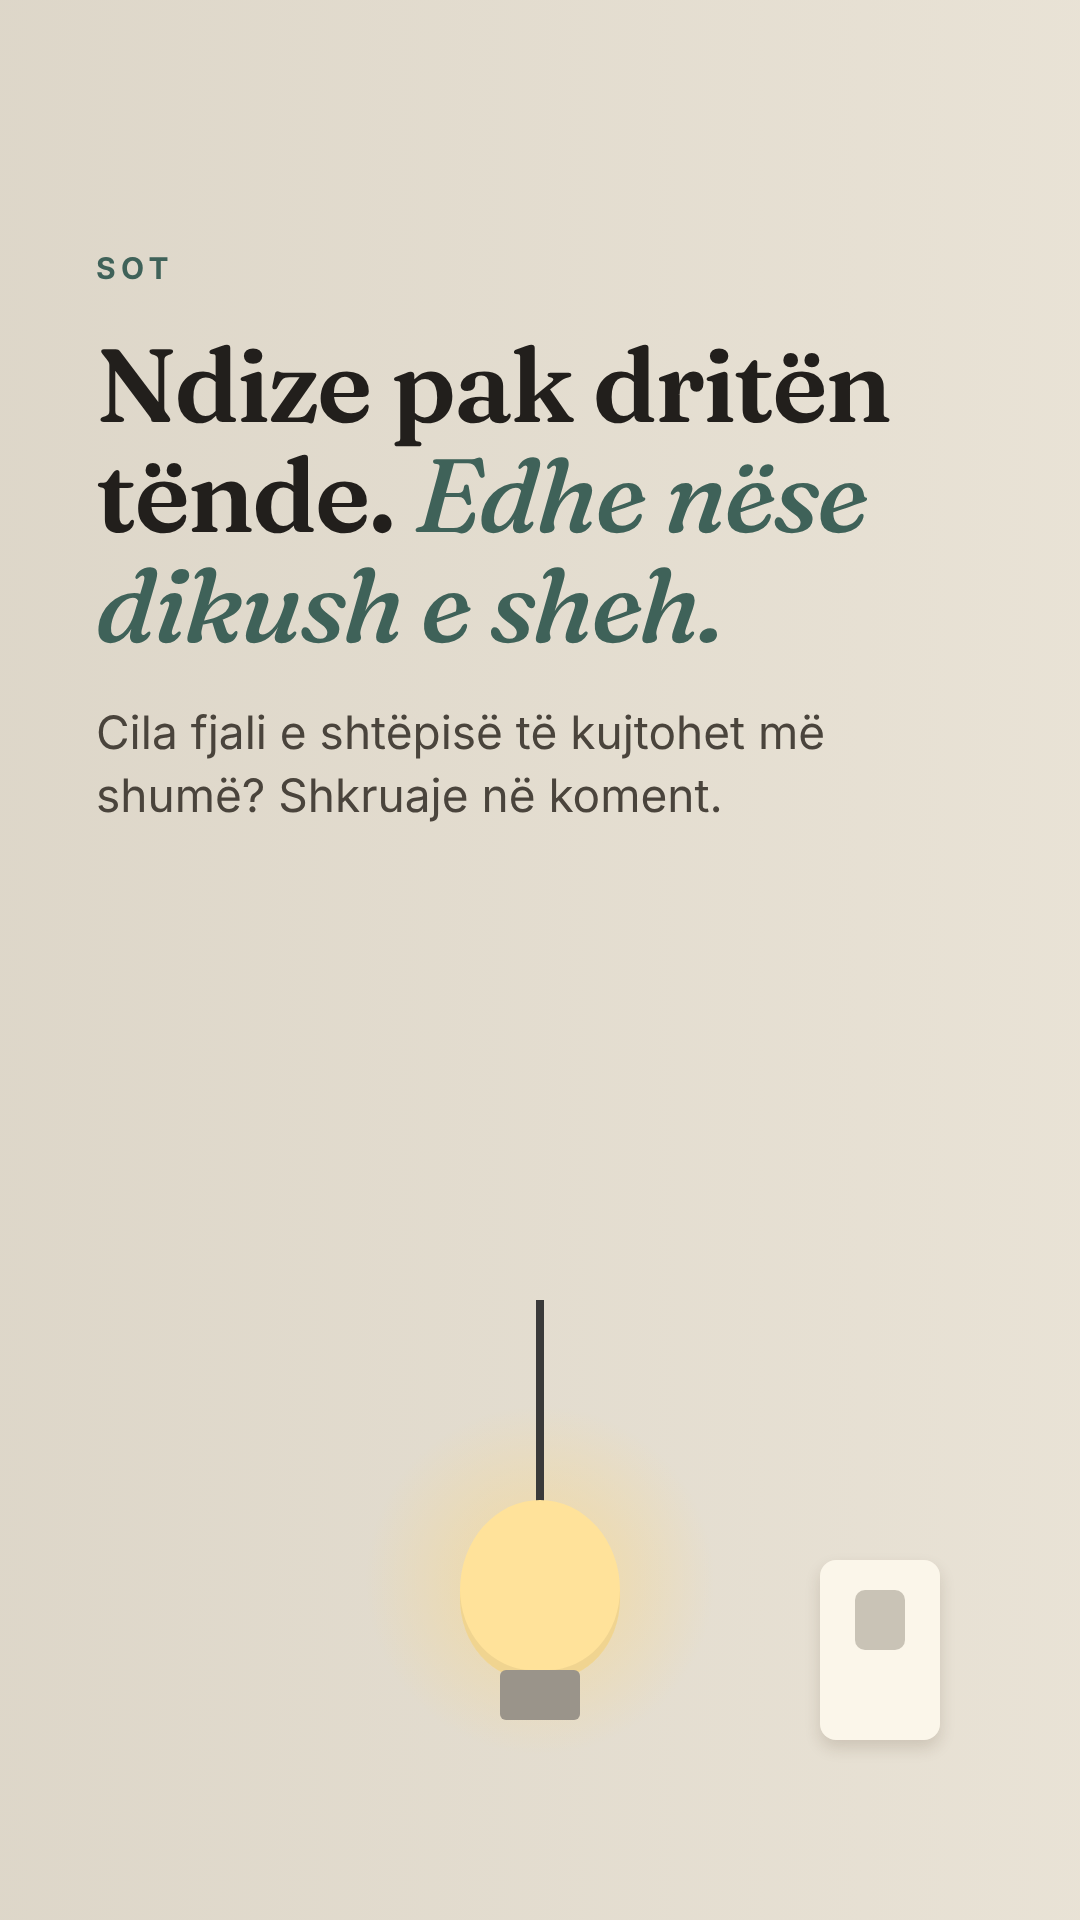 SOT
Ndize pak dritën
tënde. Edhe nëse
dikush e sheh.
Cila fjali e shtëpisë të kujtohet më
shumë? Shkruaje në koment.